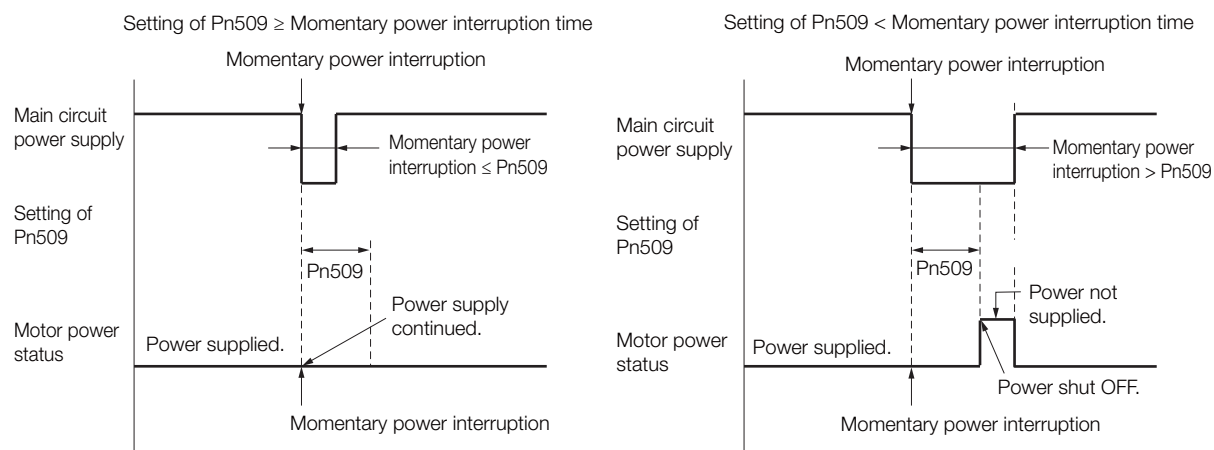 Setting of Pn509 ≥ Momentary power interruption time
Momentary power interruption
Main circuit
power supply
Momentary power
interruption ≤ Pn509
Setting of
Pn509
Pn509
Power supply
continued.
Motor power
status
Power supplied.
Momentary power interruption
Setting of Pn509 < Momentary power interruption time
Momentary power interruption
Main circuit
power supply
Momentary power
interruption > Pn509
Setting of
Pn509
Pn509
Power not
supplied.
Motor power
status
Power supplied.
Power shut OFF.
Momentary power interruption